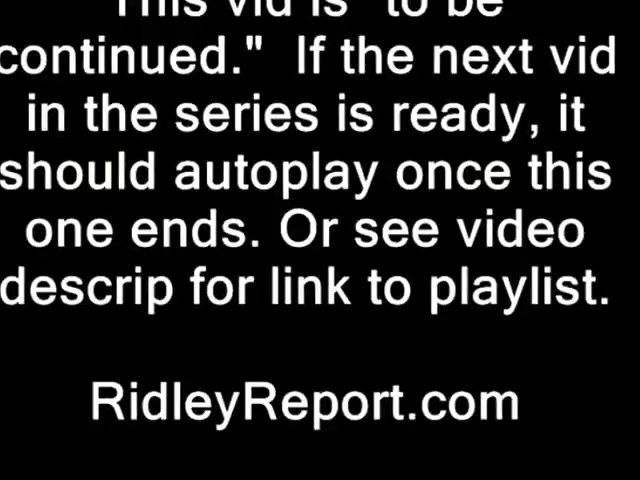 This vid is "to be
continued."  If the next vid
in the series is ready, it
should autoplay once this
one ends. Or see video
descrip for link to playlist.
RidleyReport.com